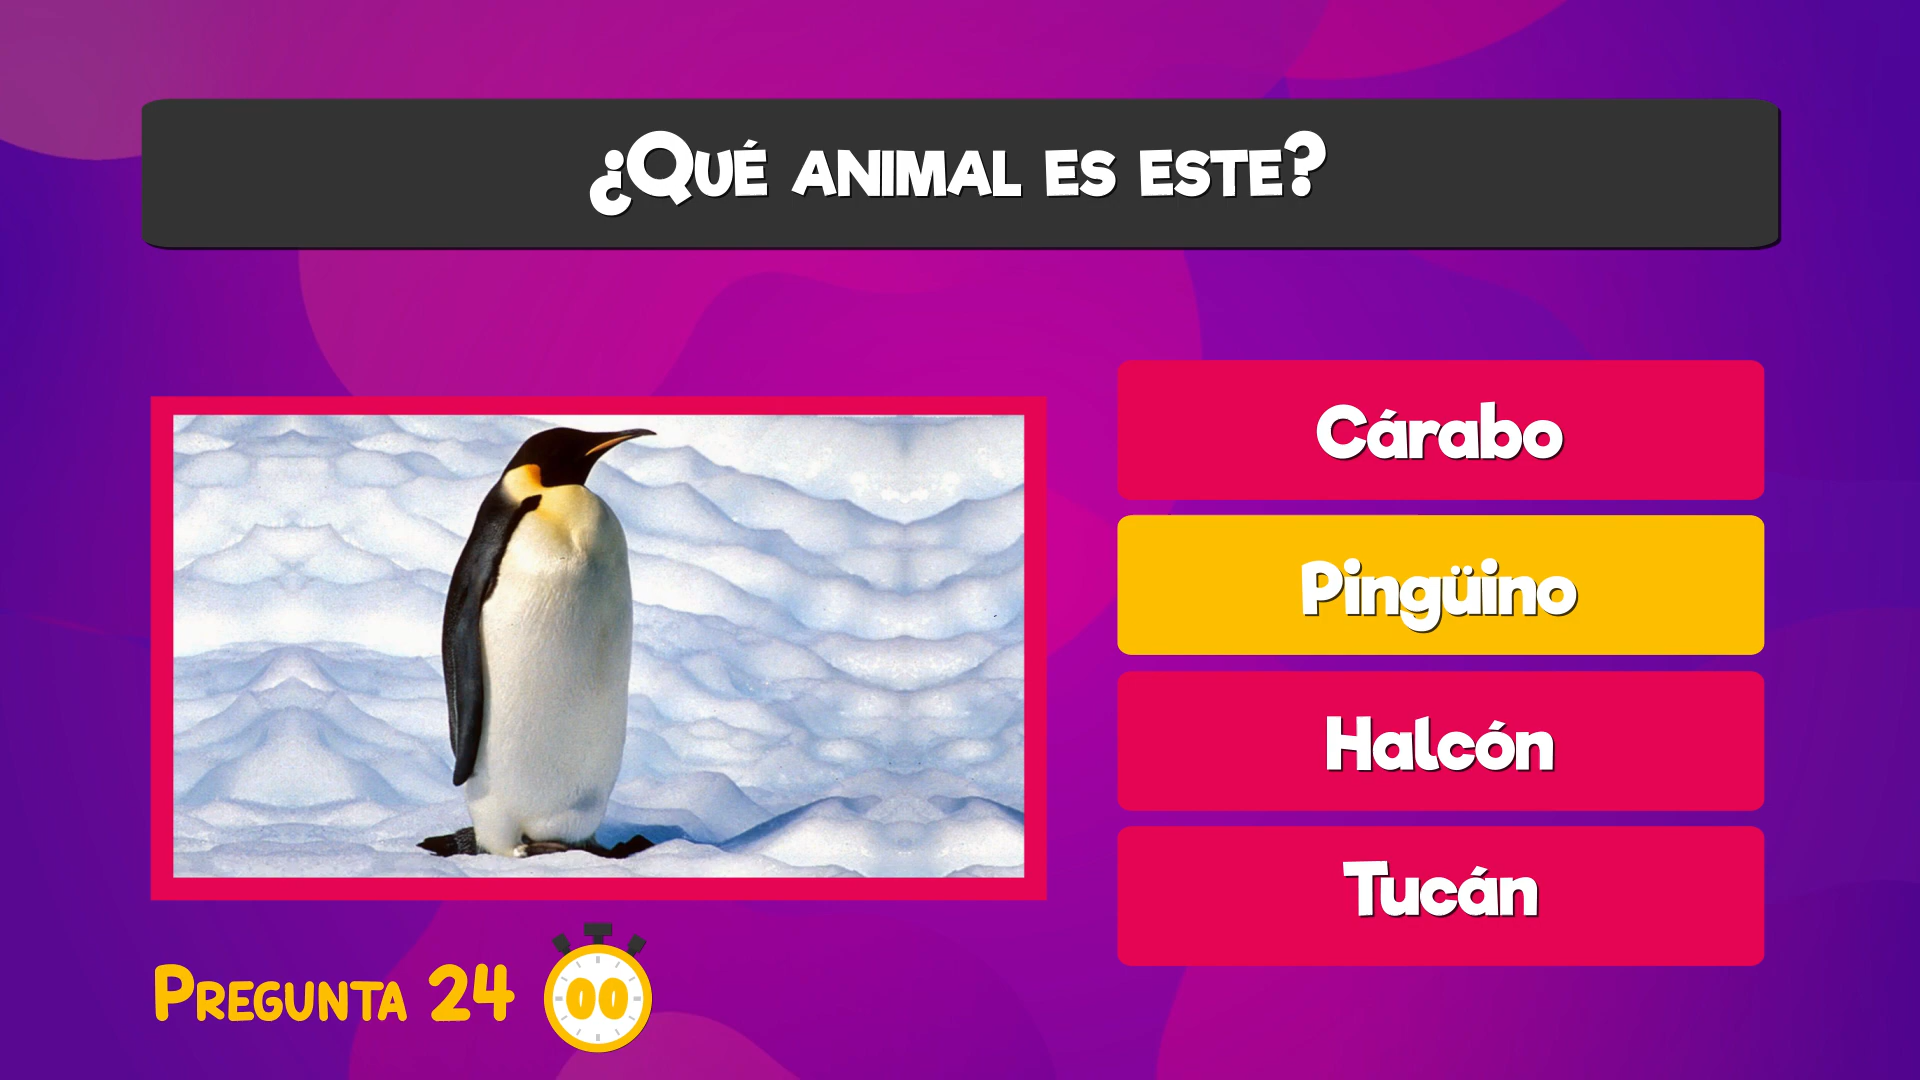 ¿Qué animal es este?
Cárabo
Pingüino
Halcón
Tucán
Pregunta 24
00